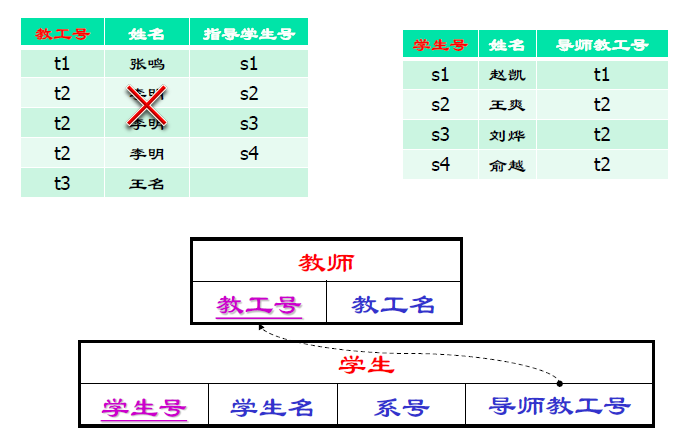 教工号 姓名 指导学生号
t1 张鸣 s1
t2 李明 s2
t2 李明 s3
t2 李明 s4
t3 王名
学生号 姓名 导师教工号
s1 赵凯 t1
s2 王爽 t2
s3 刘烨 t2
s4 俞越 t2
教师
教工号 教工名
学生
学生号 学生名 系号 导师教工号